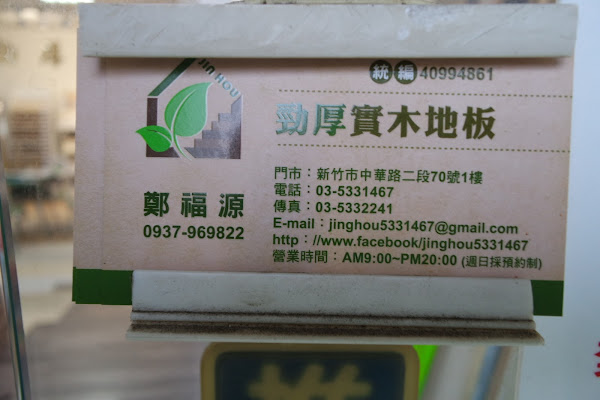 JIN HOU
統編 40994861
勁厚實木地板
門市：新竹市中華路二段70號1樓
電話：03-5331467
傳真：03-5332241
E-mail：jinghou5331467@gmail.com
http：//www.facebook/jinghou5331467
營業時間：AM9:00~PM20:00 (週日採預約制)
鄭福源
0937-969822